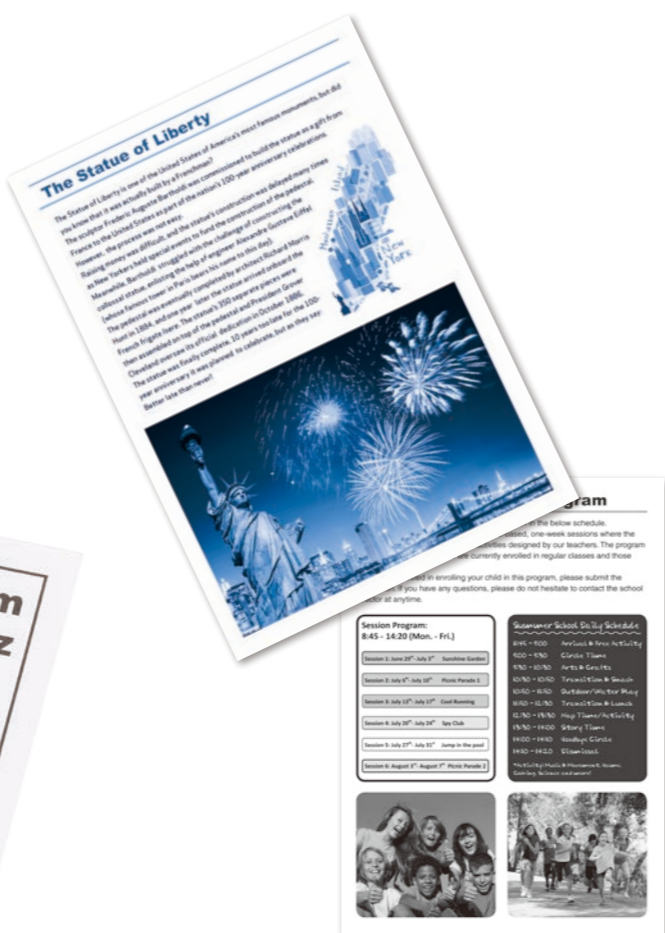 The Statue of Liberty
The Statue of Liberty is one of the United States of America's most famous monuments, but did
you know that it was actually built by a Frenchman?
The sculptor Frederic Auguste Bartholdi was commissioned to build the statue as a gift from
France to the United States as part of the nation's 100-year anniversary celebrations.
However, the process was not easy.
Raising money was difficult, and the statue's construction was delayed many times
as New Yorkers held special events to fund the construction of the pedestal.
Meanwhile, Bartholdi struggled with the challenge of constructing the
collossal statue, enlisting the help of engineer Alexandre Gustave Eiffel
(whose famous tower in Paris bears his name to this day).
The pedestal was eventually completed by architect Richard Morris
Hunt in 1884, and one year later the statue arrived onboard the
French frigate Isere. The statue's 350 separate pieces were
then assembled on top of the pedestal and President Grover
Cleveland oversaw its official dedication in October 1886.
The statue was finally complete, 10 years too late for the 100-
year anniversary it was planned to celebrate, but as they say:
Better late than never!
Manhattan Island
New
York
gram
in the below schedule.
based, one-week sessions where the
activities designed by our teachers. The program
are currently enrolled in regular classes and those
ed in enrolling your child in this program, please submit the
If you have any questions, please do not hesitate to contact the school
at anytime.
Session Program:
8:45 - 14:20 (Mon. - Fri.)
Session 1: June 29th- July 3rd Sunshine Garden
Session 2: July 6th- July 10th Picnic Parade 1
Session 3: July 13th- July 17th Cool Running
Session 4: July 20th- July 24th Spy Club
Session 5: July 27th- July 31st Jump in the pool
Session 6: August 3rd- August 7th Picnic Parade 2
Summer School Daily Schedule
8:45 - 9:00 Arrival & Free Activity
9:00 - 9:30 Circle Time
9:30 - 10:30 Arts & Crafts
10:30 - 10:50 Transition & Snack
10:50 - 11:50 Outdoor/Water Play
11:50 - 12:30 Transition & Lunch
12:30 - 13:30 Nap Time/Activity
13:30 - 14:00 Story Time
14:00 - 14:10 Goodbye Circle
14:10 - 14:20 Dismissal
*Activity: Music & Movement, Games,
Cooking, Science and more!
m
z